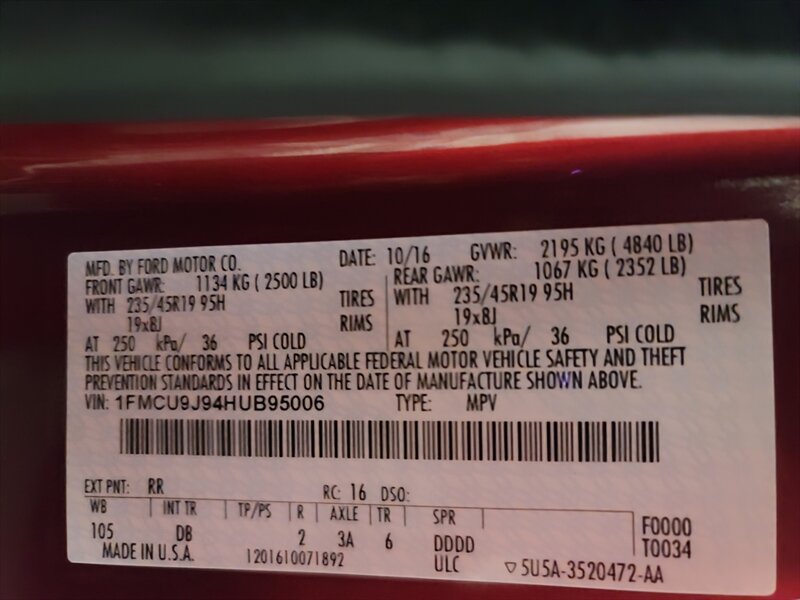 MFD. BY FORD MOTOR CO. DATE: 10/16 GVWR: 2195 KG ( 4840 LB)
FRONT GAWR: 1134 KG ( 2500 LB) REAR GAWR: 1067 KG ( 2352 LB)
WITH 235/45R19 95H TIRES WITH 235/45R19 95H TIRES
19x8J RIMS 19x8J RIMS
AT 250 kPa/ 36 PSI COLD AT 250 kPa/ 36 PSI COLD
THIS VEHICLE CONFORMS TO ALL APPLICABLE FEDERAL MOTOR VEHICLE SAFETY AND THEFT
PREVENTION STANDARDS IN EFFECT ON THE DATE OF MANUFACTURE SHOWN ABOVE.
VIN: 1FMCU9J94HUB95006 TYPE: MPV
EXT PNT: RR RC: 16 DSO:
WB INT TR TP/PS R AXLE TR SPR F0000
105 DB 2 3A 6 DDDD T0034
MADE IN U.S.A. 1201610071892 ULC ▽5U5A-3520472-AA